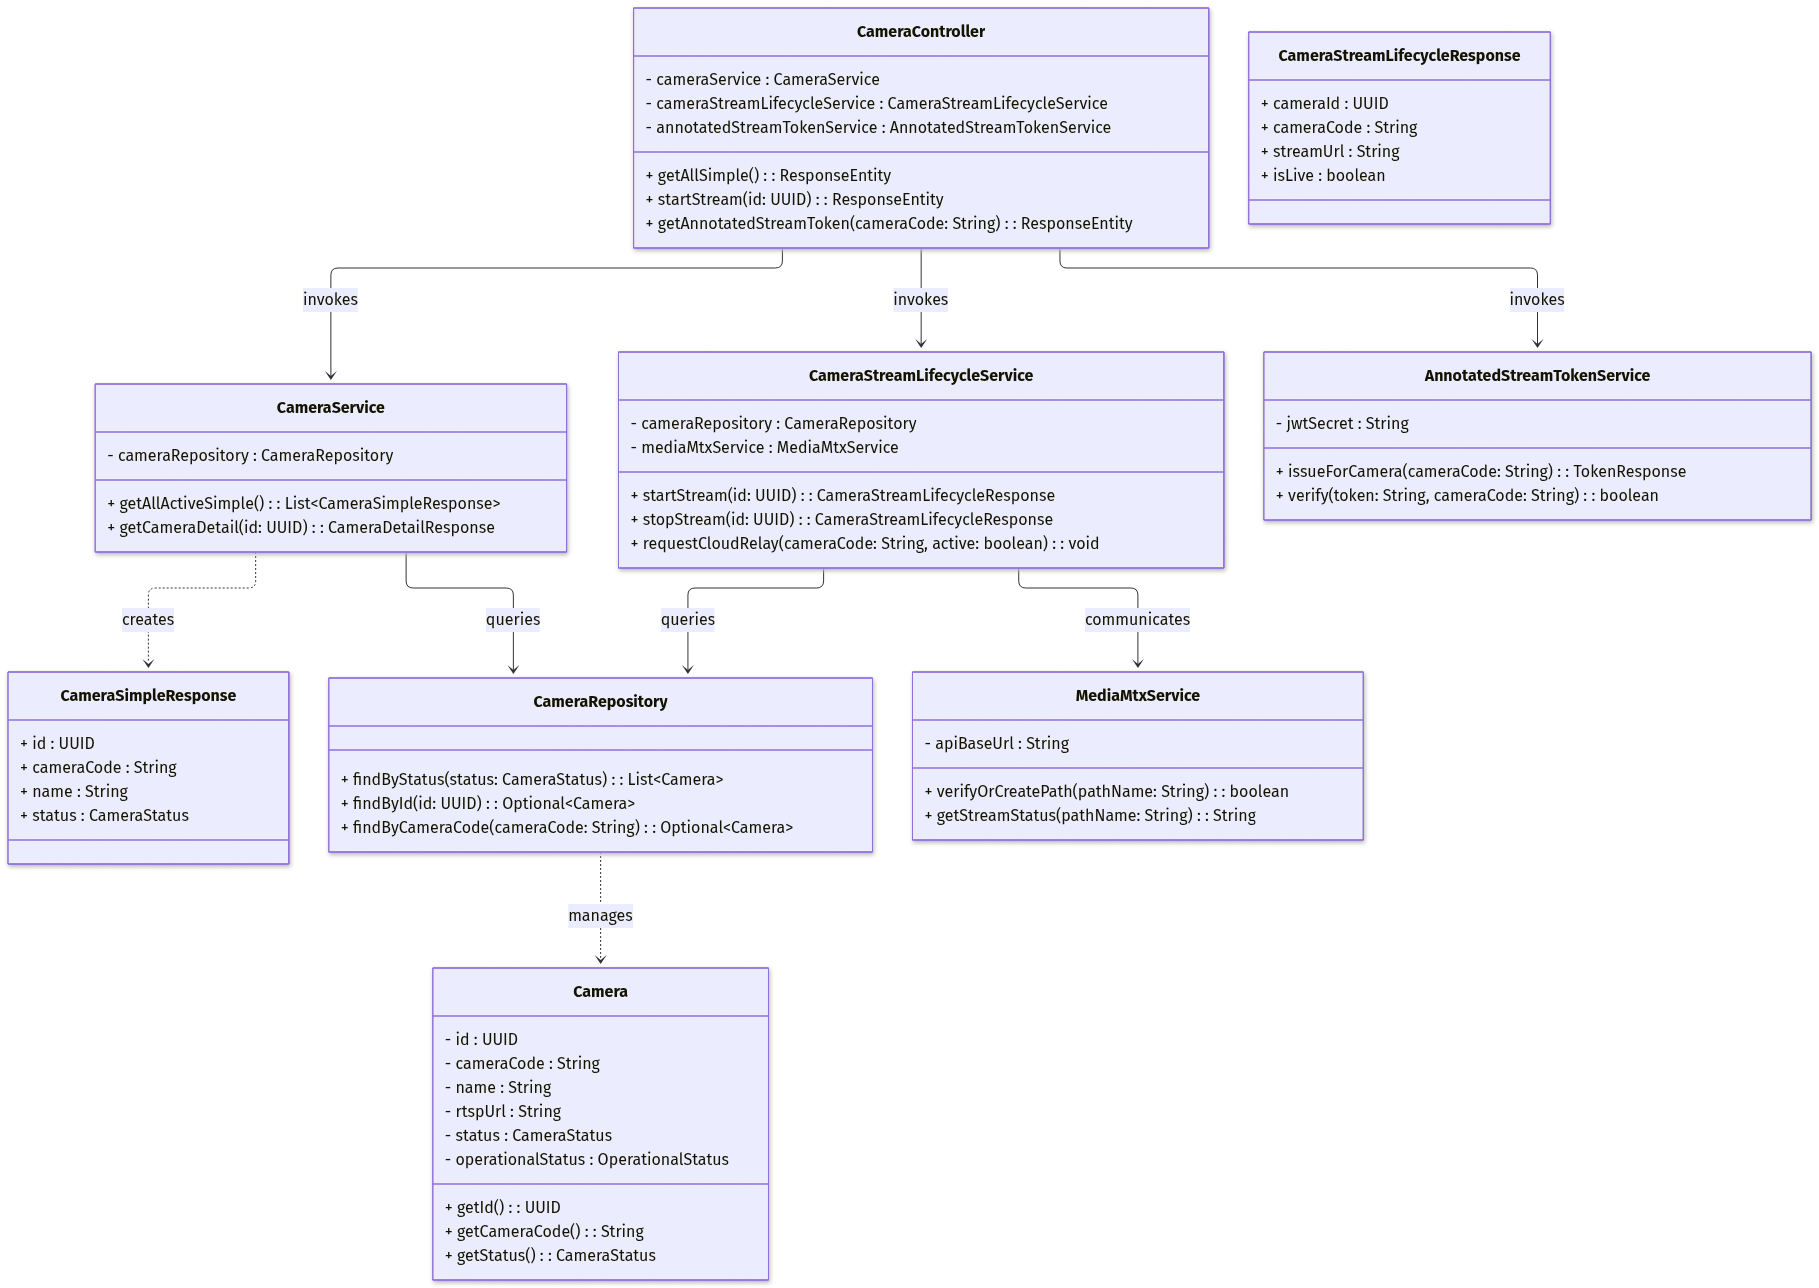 CameraController
- cameraService : CameraService
- cameraStreamLifecycleService : CameraStreamLifecycleService
- annotatedStreamTokenService : AnnotatedStreamTokenService
+ getAllSimple() : : ResponseEntity
+ startStream(id: UUID) : : ResponseEntity
+ getAnnotatedStreamToken(cameraCode: String) : : ResponseEntity
CameraStreamLifecycleResponse
+ cameraId : UUID
+ cameraCode : String
+ streamUrl : String
+ isLive : boolean
invokes
invokes
invokes
CameraService
- cameraRepository : CameraRepository
+ getAllActiveSimple() : : List<CameraSimpleResponse>
+ getCameraDetail(id: UUID) : : CameraDetailResponse
CameraStreamLifecycleService
- cameraRepository : CameraRepository
- mediaMtxService : MediaMtxService
+ startStream(id: UUID) : : CameraStreamLifecycleResponse
+ stopStream(id: UUID) : : CameraStreamLifecycleResponse
+ requestCloudRelay(cameraCode: String, active: boolean) : : void
AnnotatedStreamTokenService
- jwtSecret : String
+ issueForCamera(cameraCode: String) : : TokenResponse
+ verify(token: String, cameraCode: String) : : boolean
creates
queries
queries
communicates
CameraSimpleResponse
+ id : UUID
+ cameraCode : String
+ name : String
+ status : CameraStatus
CameraRepository
+ findByStatus(status: CameraStatus) : : List<Camera>
+ findById(id: UUID) : : Optional<Camera>
+ findByCameraCode(cameraCode: String) : : Optional<Camera>
MediaMtxService
- apiBaseUrl : String
+ verifyOrCreatePath(pathName: String) : : boolean
+ getStreamStatus(pathName: String) : : String
manages
Camera
- id : UUID
- cameraCode : String
- name : String
- rtspUrl : String
- status : CameraStatus
- operationalStatus : OperationalStatus
+ getId() : : UUID
+ getCameraCode() : : String
+ getStatus() : : CameraStatus